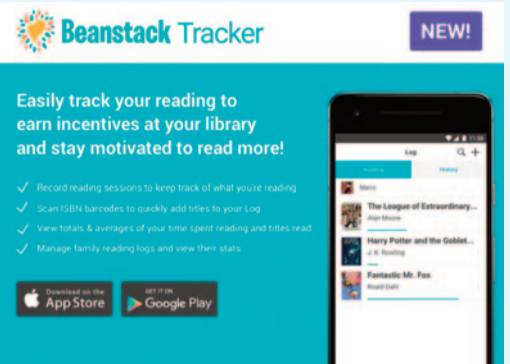 Beanstack Tracker
NEW!
Easily track your reading to
earn incentives at your library
and stay motivated to read more!
Record reading sessions to keep track of what you're reading
Scan ISBN barcodes to quickly add titles to your Log
View totals & averages of your time spent reading and titles read
Manage family reading logs and view their stats
Download on the
App Store
GET IT ON
Google Play
11:58
Log
Reading
History
Marco
The League of Extraordinary...
Alan Moore
Harry Potter and the Goblet...
J. K. Rowling
Fantastic Mr. Fox
Roald Dahl